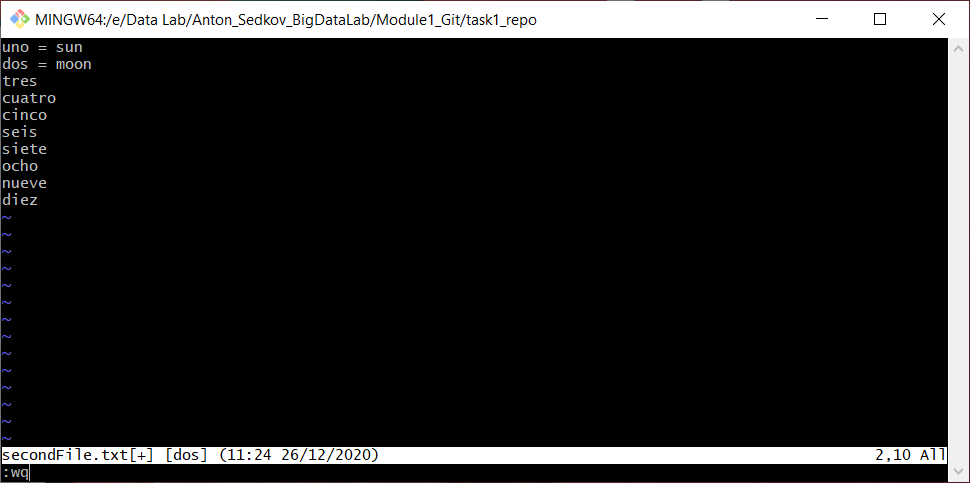 MINGW64:/e/Data Lab/Anton_Sedkov_BigDataLab/Module1_Git/task1_repo
uno = sun
dos = moon
tres
cuatro
cinco
seis
siete
ocho
nueve
diez
~
~
~
~
~
~
~
~
~
~
~
~
~
~
secondFile.txt[+] [dos] (11:24 26/12/2020) 2,10 All
:wq